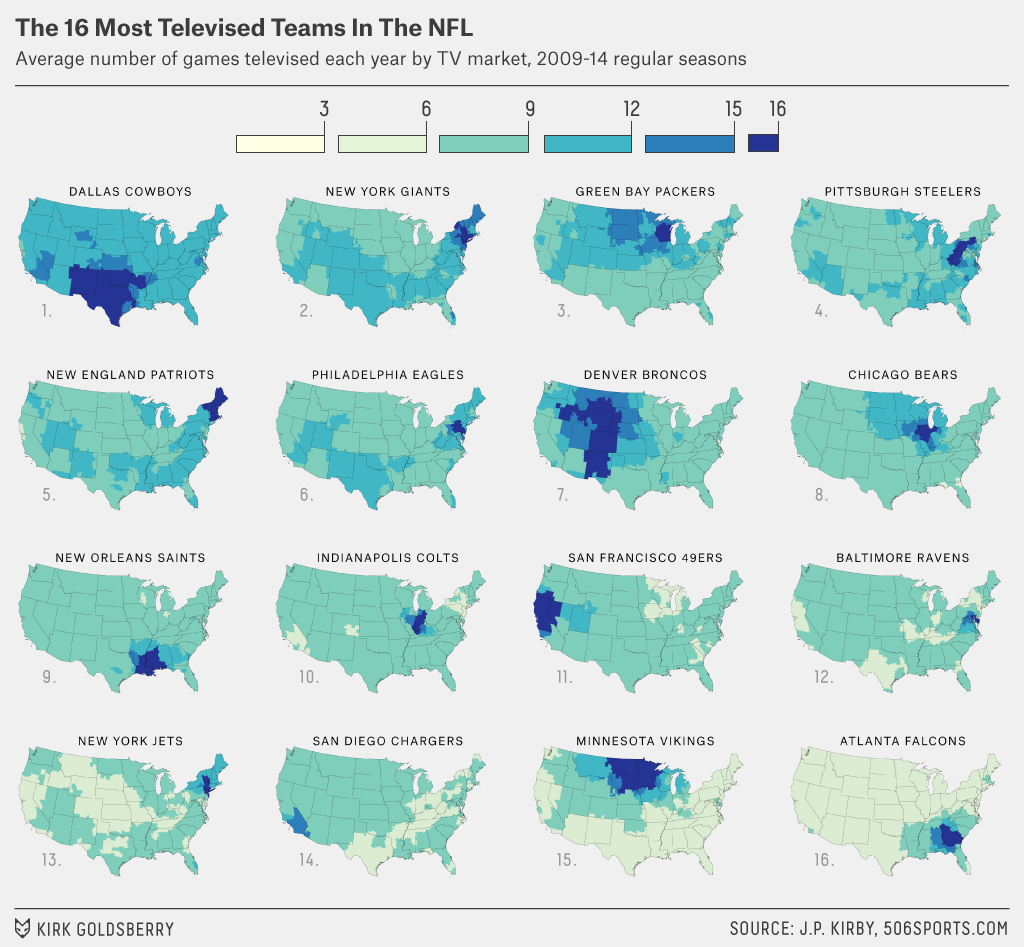 The 16 Most Televised Teams In The NFL
Average number of games televised each year by TV market, 2009-14 regular seasons
3 6 9 12 15 16
DALLAS COWBOYS NEW YORK GIANTS GREEN BAY PACKERS PITTSBURGH STEELERS
1. 2. 3. 4.
NEW ENGLAND PATRIOTS PHILADELPHIA EAGLES DENVER BRONCOS CHICAGO BEARS
5. 6. 7. 8.
NEW ORLEANS SAINTS INDIANAPOLIS COLTS SAN FRANCISCO 49ERS BALTIMORE RAVENS
9. 10. 11. 12.
NEW YORK JETS SAN DIEGO CHARGERS MINNESOTA VIKINGS ATLANTA FALCONS
13. 14. 15. 16.
KIRK GOLDSBERRY SOURCE: J.P. KIRBY, 506SPORTS.COM